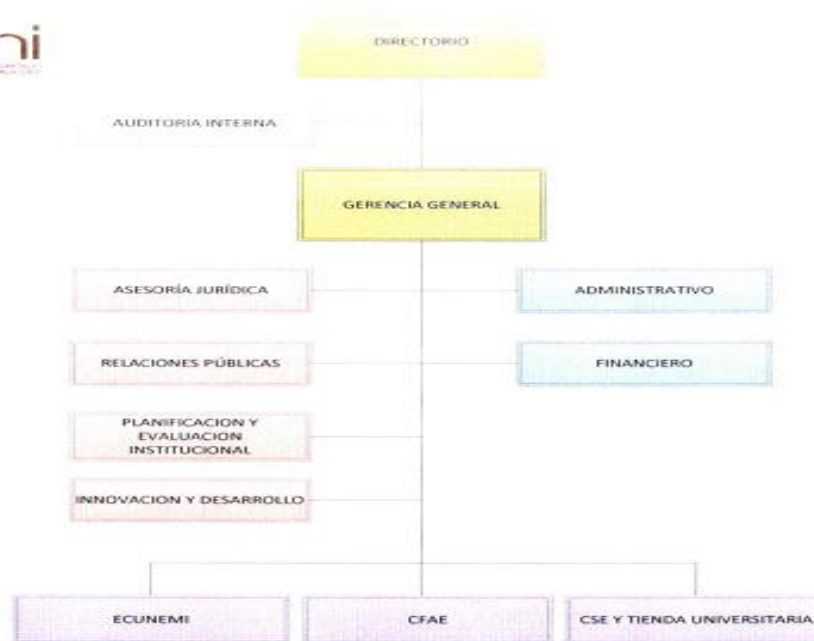 ni
DIRECTORIO
AUDITORIA INTERNA
GERENCIA GENERAL
ASESORÍA JURÍDICA
ADMINISTRATIVO
RELACIONES PÚBLICAS
FINANCIERO
PLANIFICACION Y
EVALUACION
INSTITUCIONAL
INNOVACION Y DESARROLLO
ECUNEMI
CFAE
CSE Y TIENDA UNIVERSITARIA